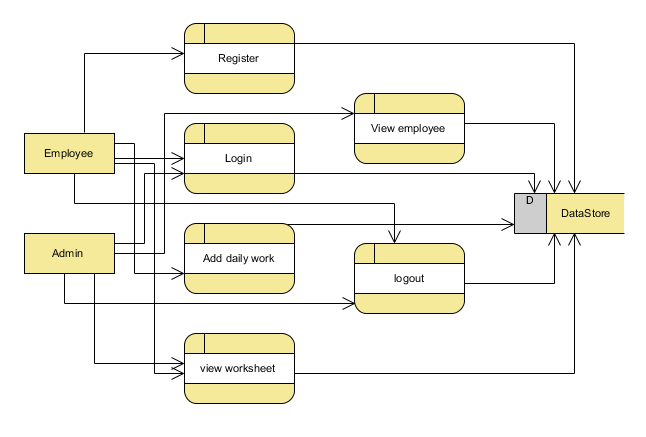 Register
View employee
Employee
Login
D
DataStore
Admin
Add daily work
logout
view worksheet